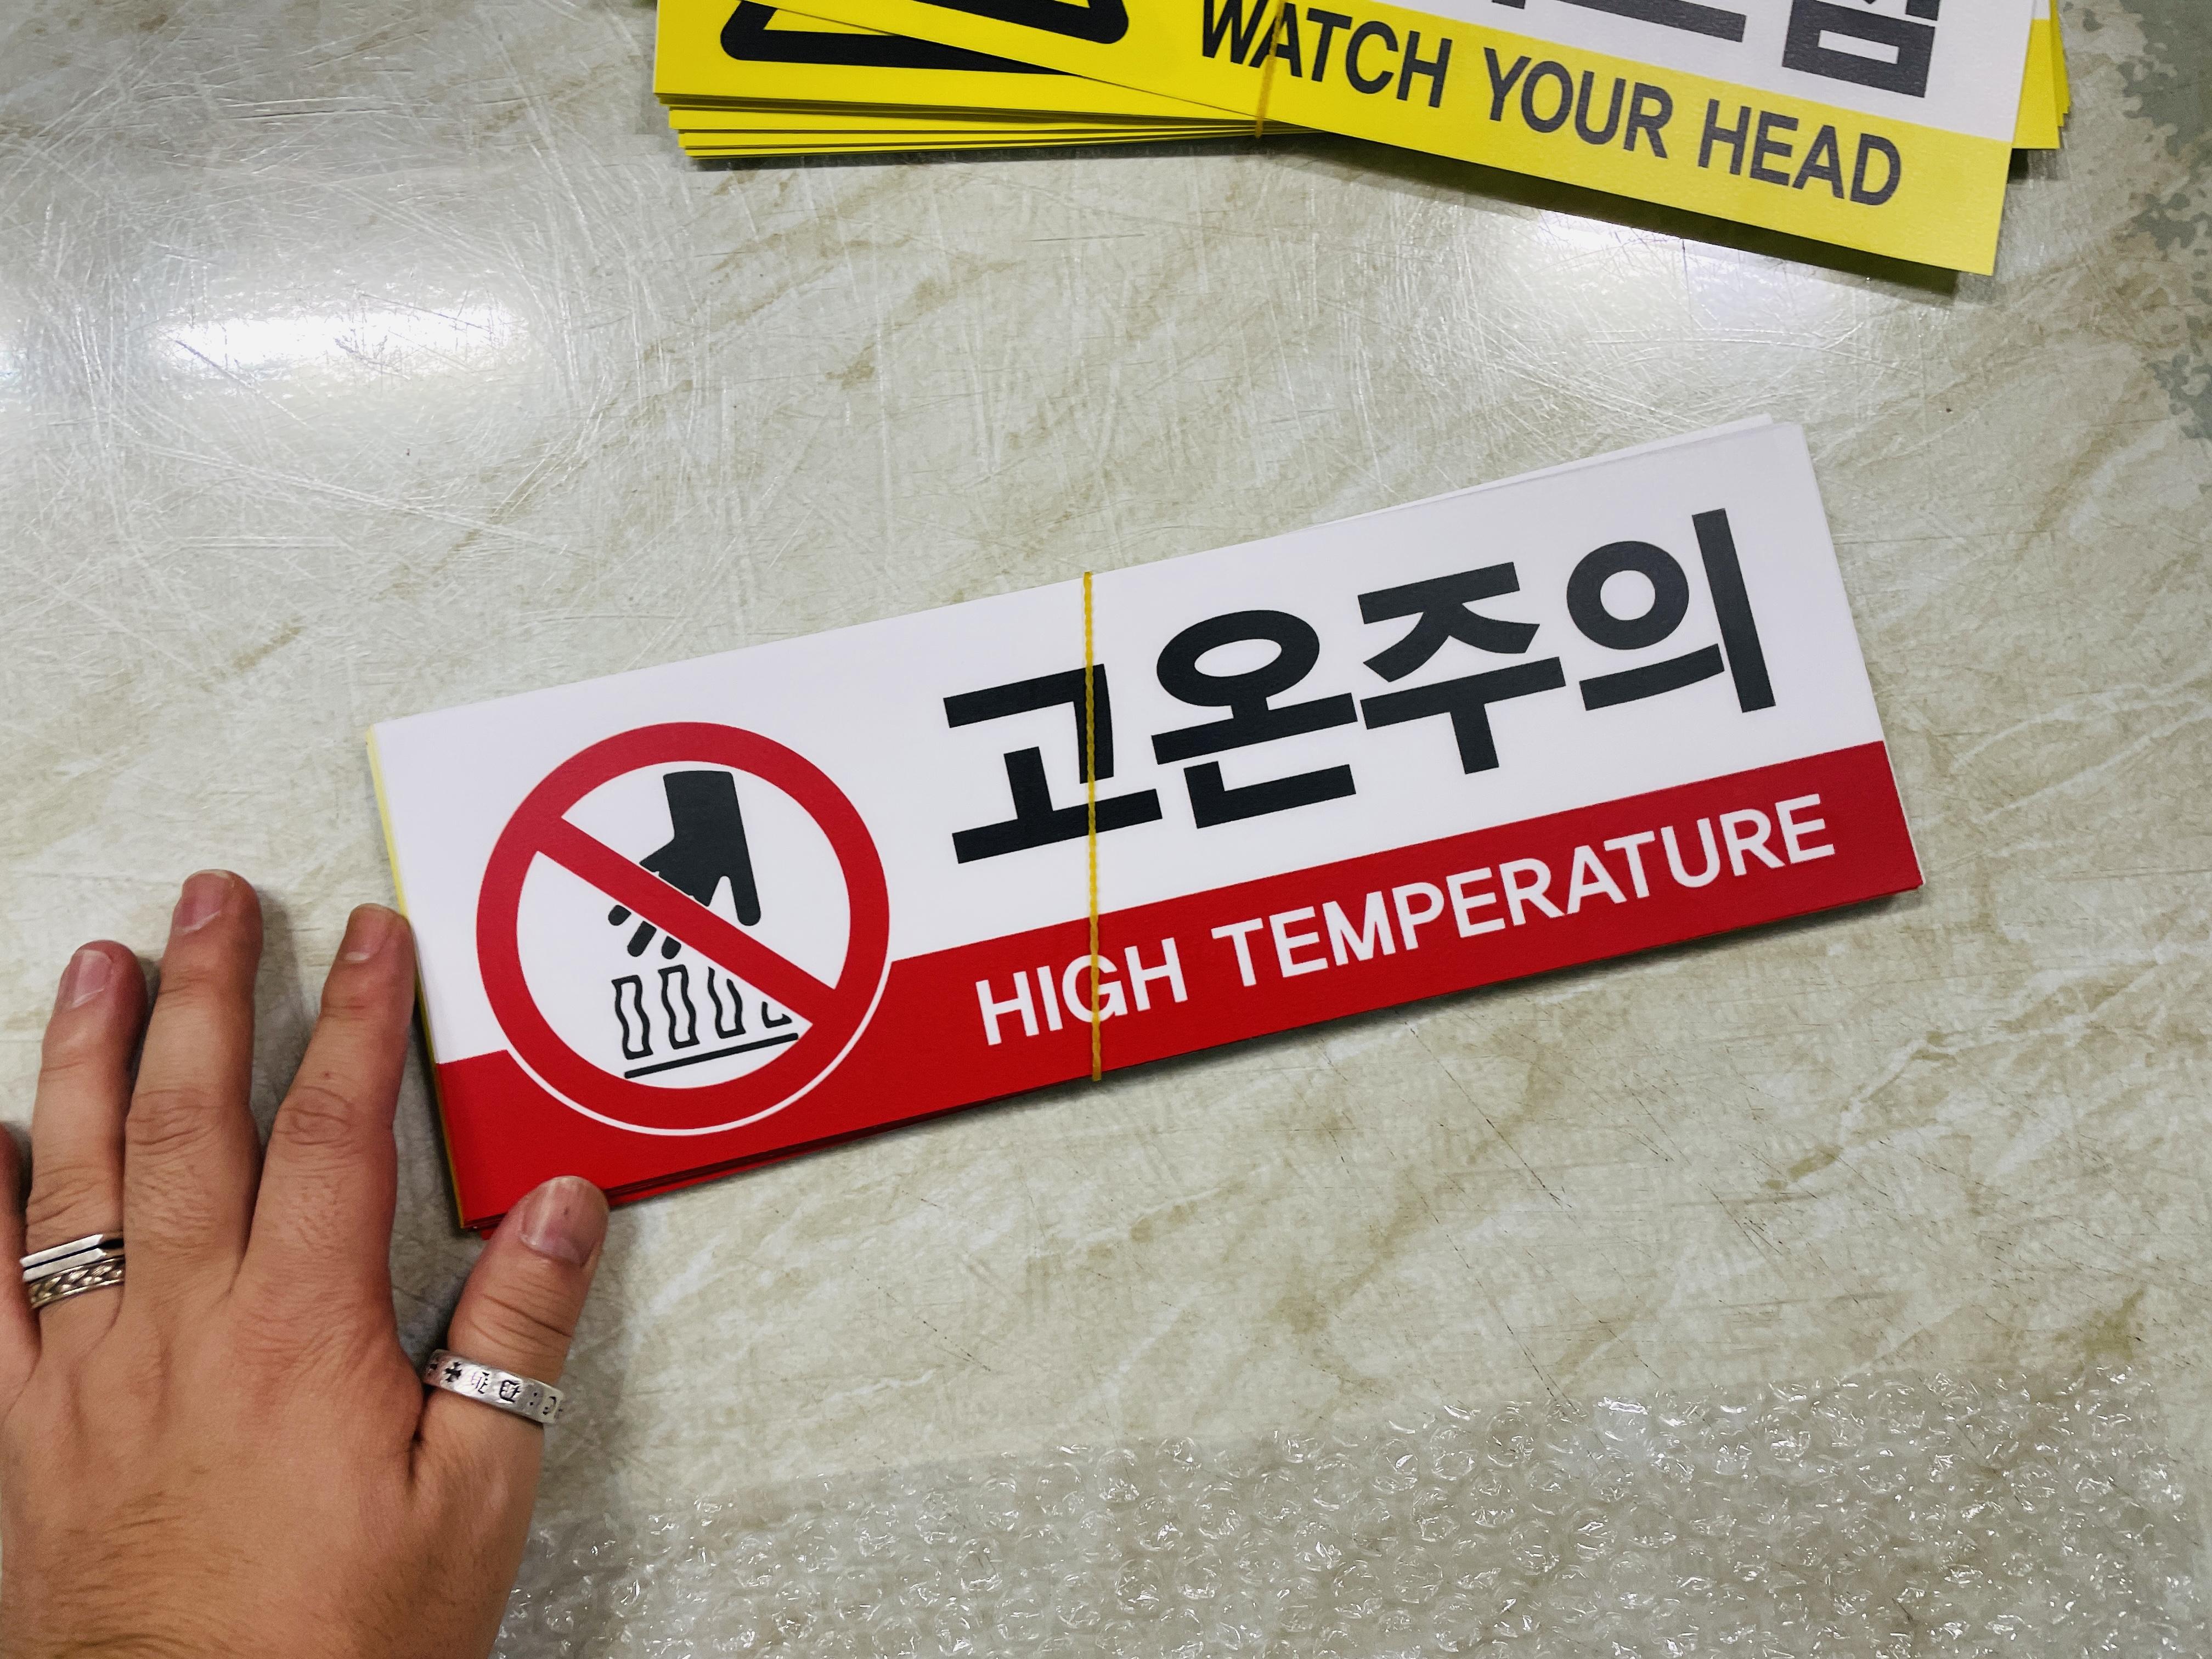 WATCH YOUR HEAD
고온주의
HIGH TEMPERATURE